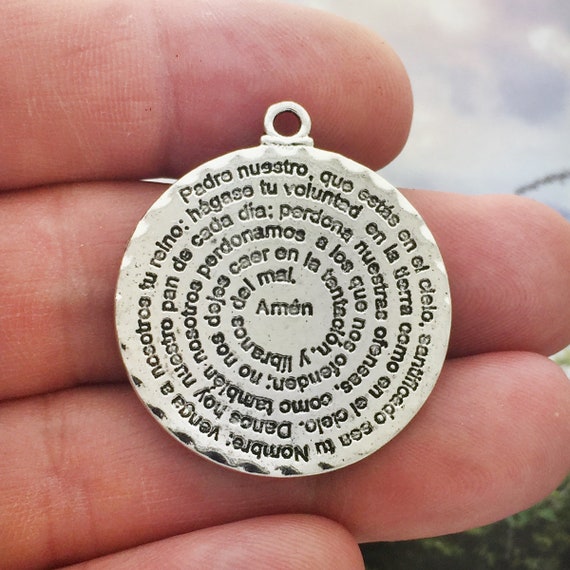 Padre nuestro, que estás en el cielo, santificado sea tu Nombre; venga a nosotros tu reino; hágase tu voluntad en la tierra como en el cielo. Danos hoy nuestro pan de cada día; perdona nuestras ofensas, como también nosotros perdonamos a los que nos ofenden; no nos dejes caer en la tentación, y líbranos del mal.
Amén